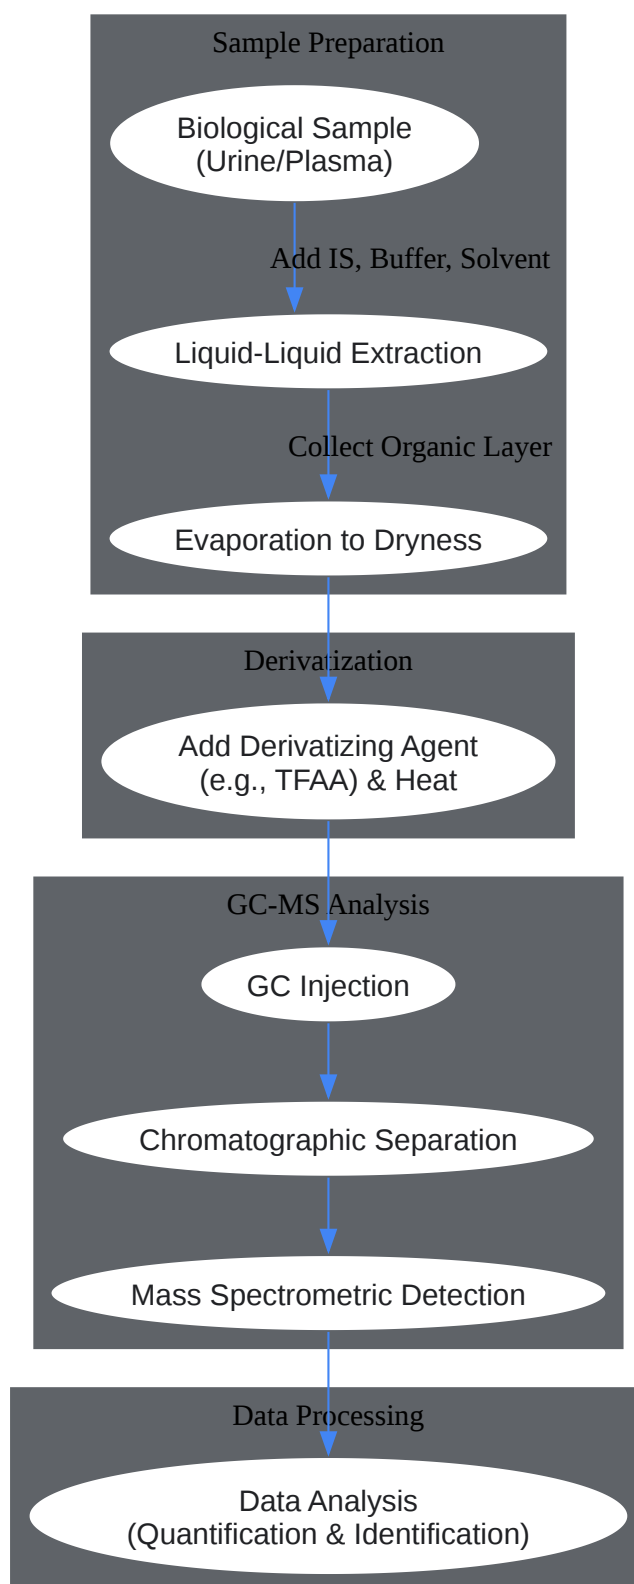 Sample Preparation
Biological Sample
(Urine/Plasma)
Add IS, Buffer, Solvent
Liquid-Liquid Extraction
Collect Organic Layer
Evaporation to Dryness
Derivatization
Add Derivatizing Agent
(e.g., TFAA) & Heat
GC-MS Analysis
GC Injection
Chromatographic Separation
Mass Spectrometric Detection
Data Processing
Data Analysis
(Quantification & Identification)